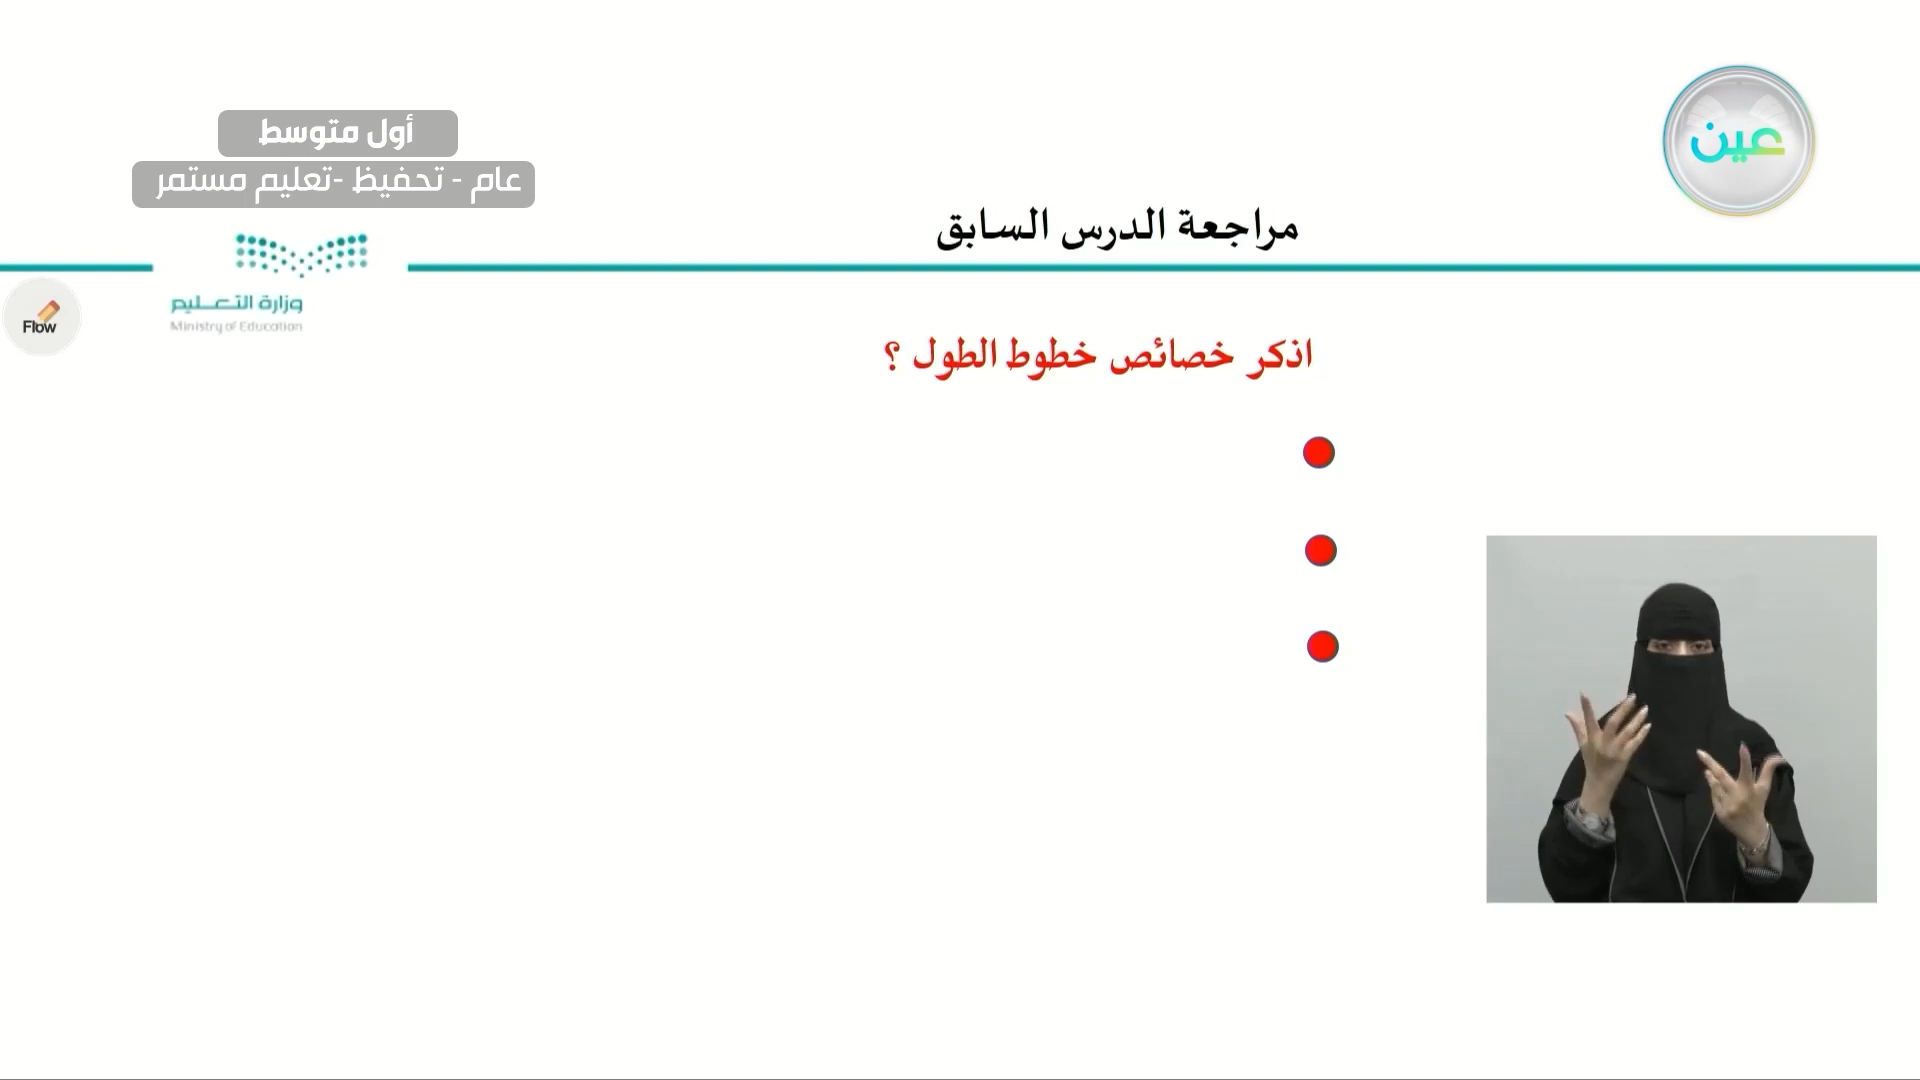 عين
أول متوسط
عام - تحفيظ -تعليم مستمر
مراجعة الدرس السابق
وزارة التعليم
Ministry of Education
Flow
اذكر خصائص خطوط الطول ؟